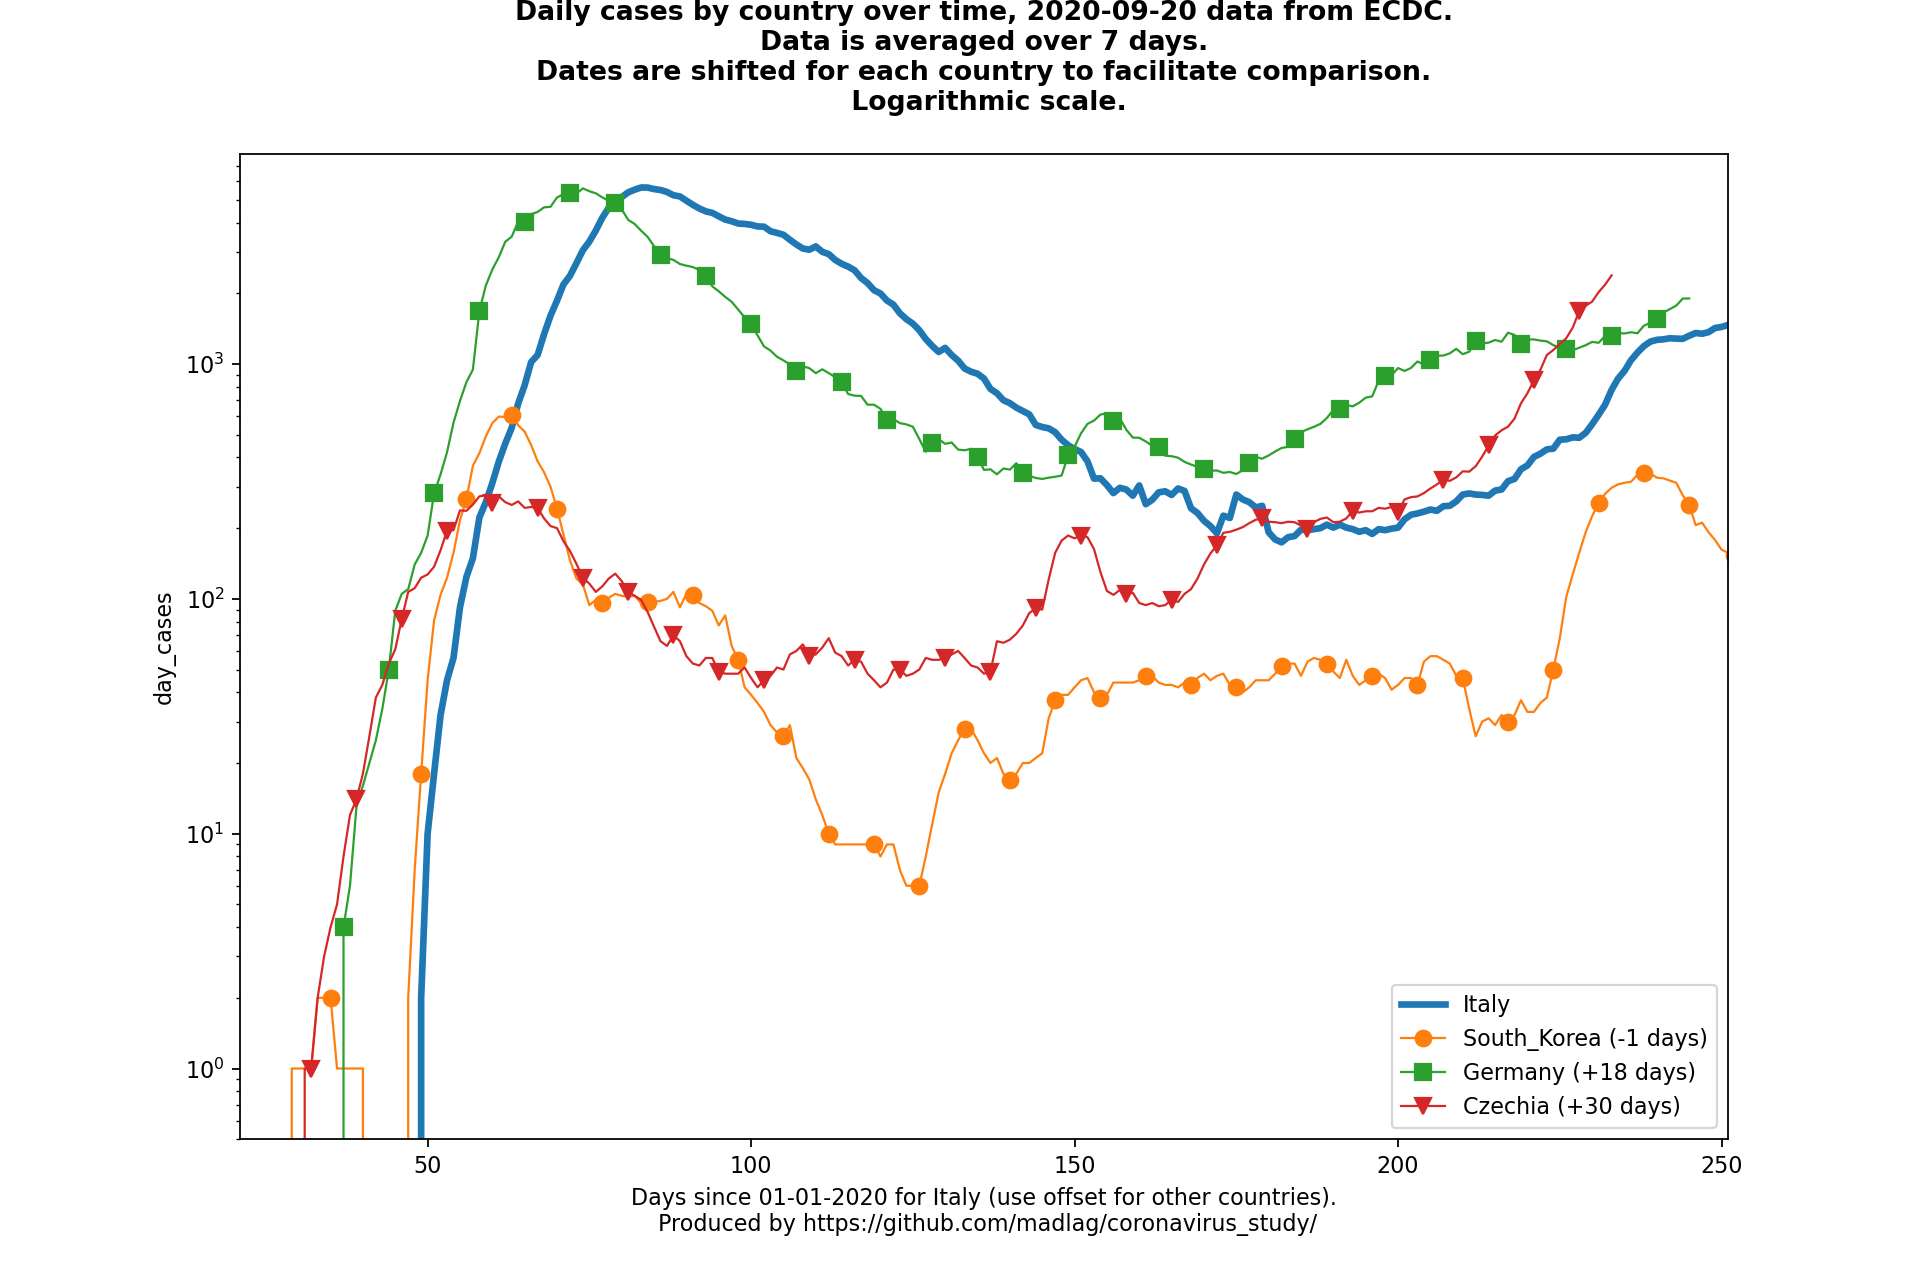 Daily cases by country over time, 2020-09-20 data from ECDC.
Data is averaged over 7 days.
Dates are shifted for each country to facilitate comparison.
Logarithmic scale.
day_cases
10³
10²
10¹
10⁰
50 100 150 200 250
Italy
South_Korea (-1 days)
Germany (+18 days)
Czechia (+30 days)
Days since 01-01-2020 for Italy (use offset for other countries).
Produced by https://github.com/madlag/coronavirus_study/